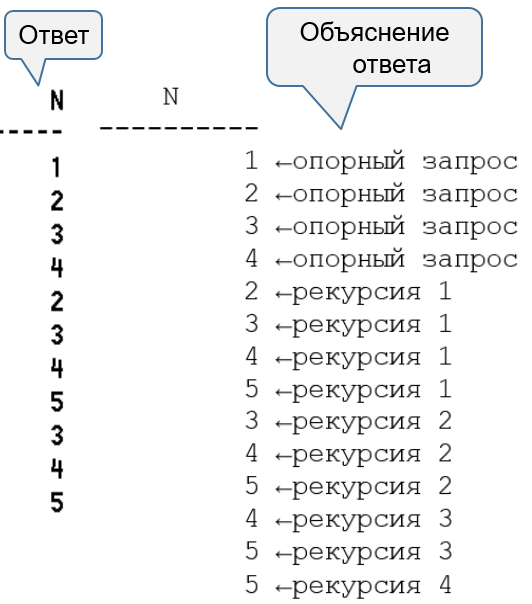 Ответ
Объяснение
ответа
N
-----
1
2
3
4
2
3
4
5
3
4
5
N
----------
1 ←опорный запрос
2 ←опорный запрос
3 ←опорный запрос
4 ←опорный запрос
2 ←рекурсия 1
3 ←рекурсия 1
4 ←рекурсия 1
5 ←рекурсия 1
3 ←рекурсия 2
4 ←рекурсия 2
5 ←рекурсия 2
4 ←рекурсия 3
5 ←рекурсия 3
5 ←рекурсия 4